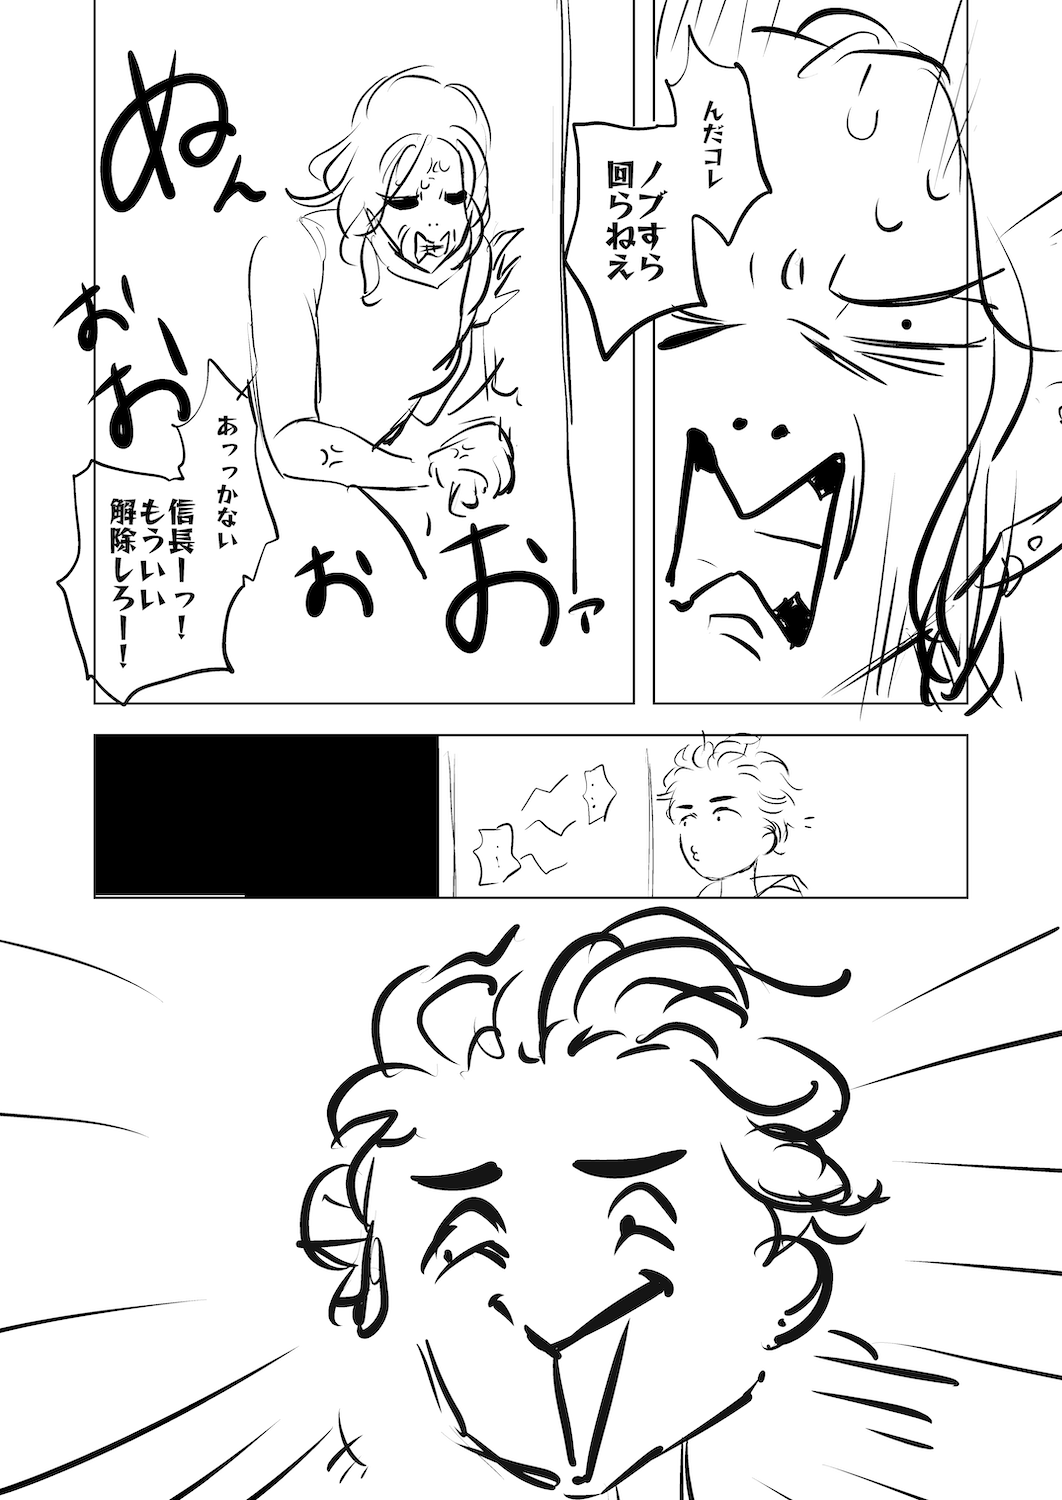 んだコレ
ノブすら
回らねえ
ぬん
おおおおァ
あっっかない
信長ーっ！
もういい
解除しろー！
…
…